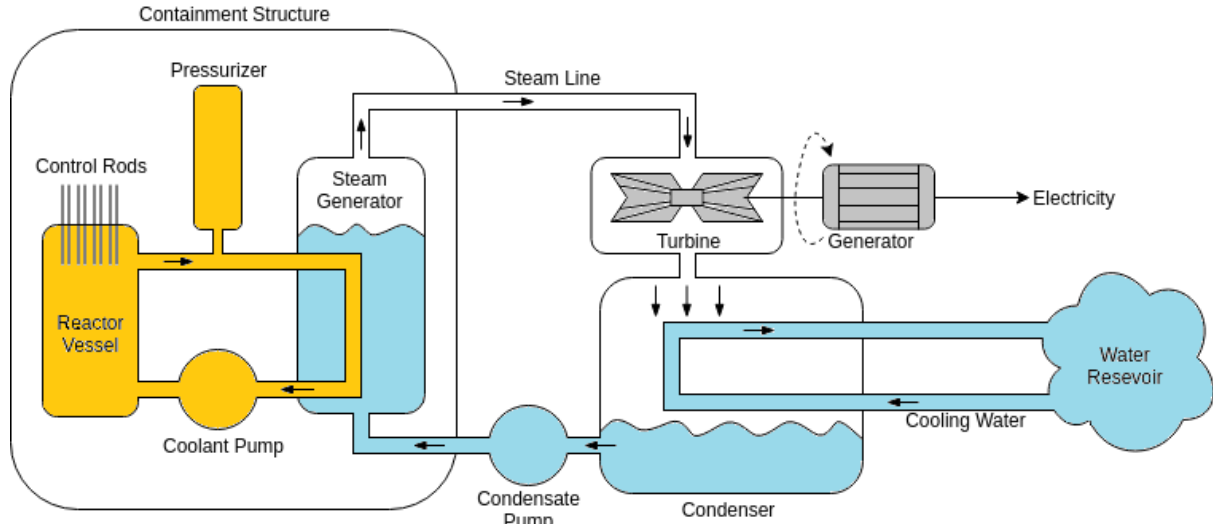 Containment Structure
Pressurizer
Steam Line
Control Rods
Steam
Generator
Electricity
Turbine
Generator
Reactor
Vessel
Water
Resevoir
Cooling Water
Coolant Pump
Condensate
Pump
Condenser